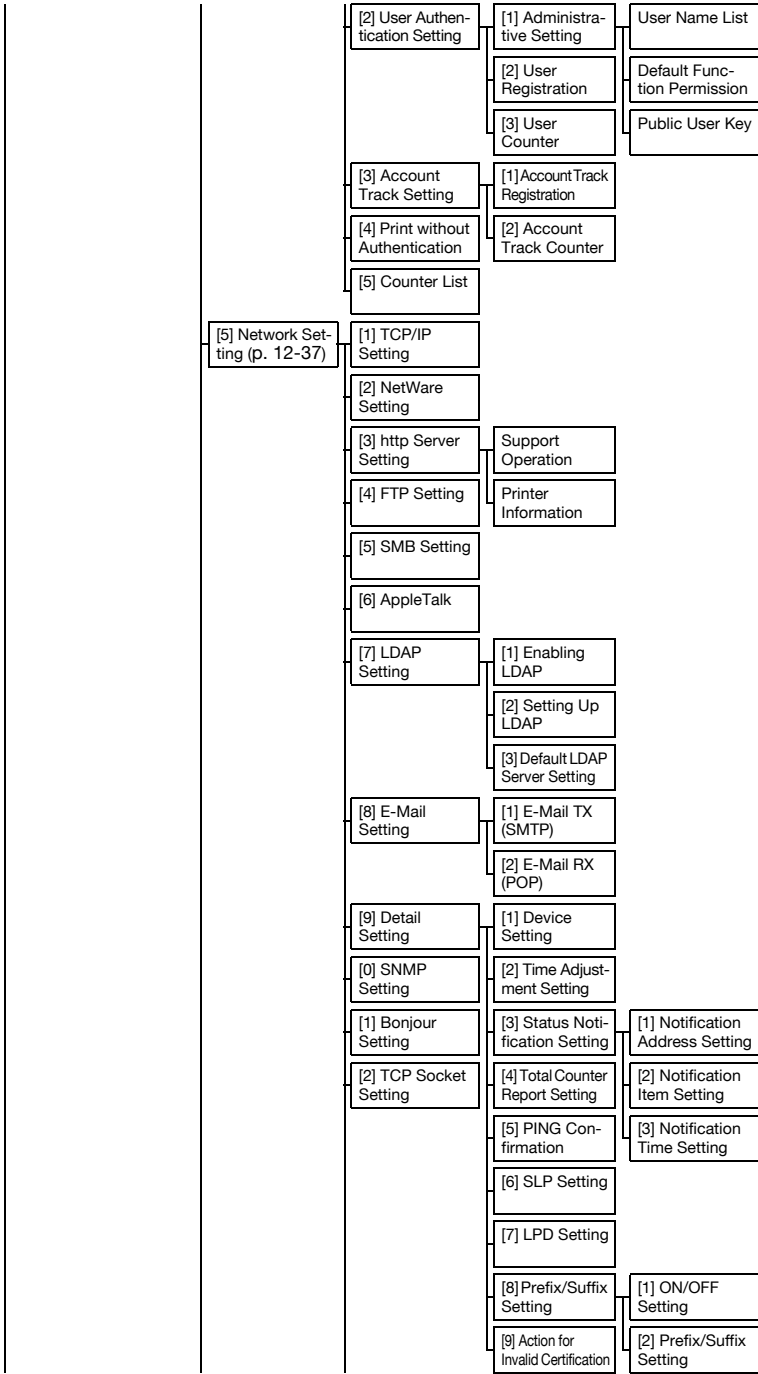 [2] User Authen-
tication Setting
[1] Administra-
tive Setting
User Name List
[2] User
Registration
Default Func-
tion Permission
[3] User
Counter
Public User Key
[3] Account
Track Setting
[1] Account Track
Registration
[4] Print without
Authentication
[2] Account
Track Counter
[5] Counter List
[5] Network Set-
ting (p. 12-37)
[1] TCP/IP
Setting
[2] NetWare
Setting
[3] http Server
Setting
Support
Operation
[4] FTP Setting
Printer
Information
[5] SMB Setting
[6] AppleTalk
[7] LDAP
Setting
[1] Enabling
LDAP
[2] Setting Up
LDAP
[3] Default LDAP
Server Setting
[8] E-Mail
Setting
[1] E-Mail TX
(SMTP)
[2] E-Mail RX
(POP)
[9] Detail
Setting
[1] Device
Setting
[0] SNMP
Setting
[2] Time Adjust-
ment Setting
[1] Bonjour
Setting
[3] Status Noti-
fication Setting
[1] Notification
Address Setting
[2] TCP Socket
Setting
[4] Total Counter
Report Setting
[2] Notification
Item Setting
[5] PING Con-
firmation
[3] Notification
Time Setting
[6] SLP Setting
[7] LPD Setting
[8] Prefix/Suffix
Setting
[1] ON/OFF
Setting
[9] Action for
Invalid Certification
[2] Prefix/Suffix
Setting